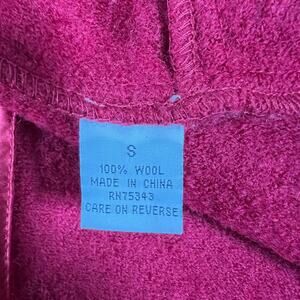 S
100% WOOL
MADE IN CHINA
RN75343
CARE ON REVERSE